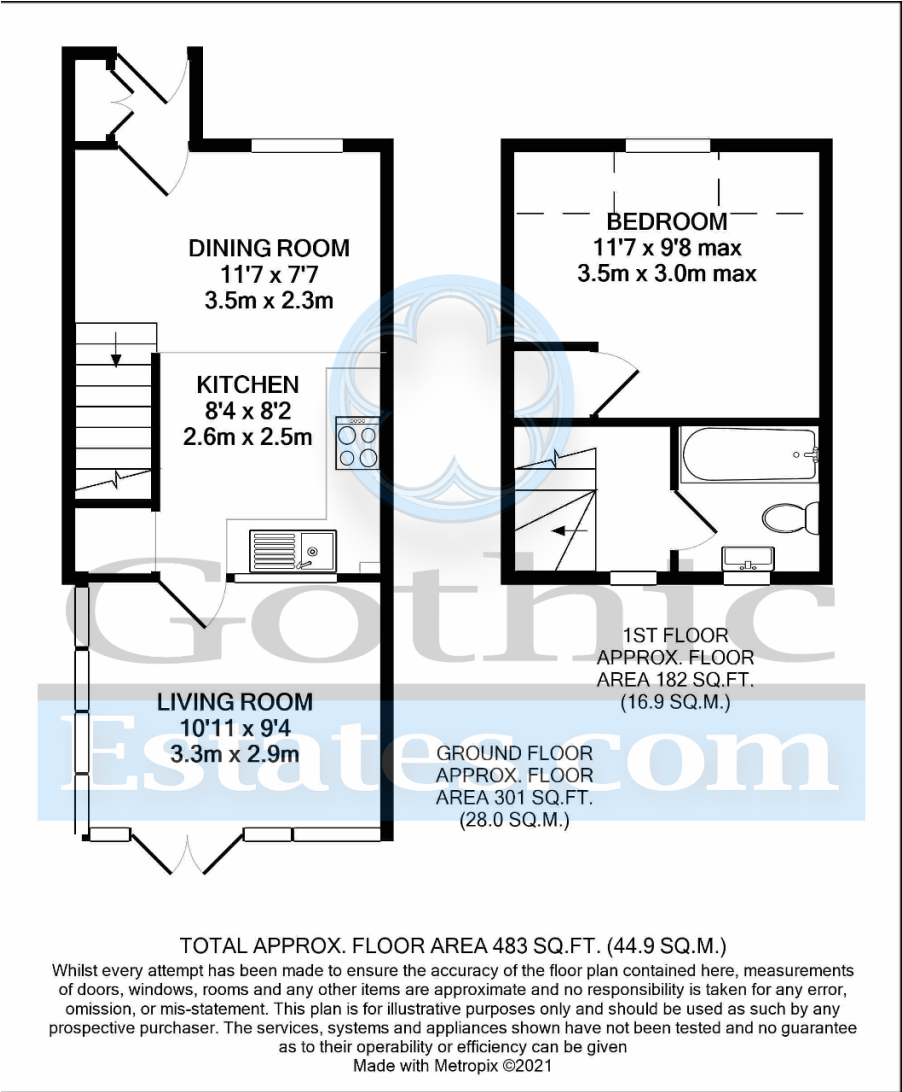 DINING ROOM
11'7 x 7'7
3.5m x 2.3m
KITCHEN
8'4 x 8'2
2.6m x 2.5m
LIVING ROOM
10'11 x 9'4
3.3m x 2.9m
BEDROOM
11'7 x 9'8 max
3.5m x 3.0m max
1ST FLOOR
APPROX. FLOOR
AREA 182 SQ.FT.
(16.9 SQ.M.)
GROUND FLOOR
APPROX. FLOOR
AREA 301 SQ.FT.
(28.0 SQ.M.)
Gothic
Estates.com
TOTAL APPROX. FLOOR AREA 483 SQ.FT. (44.9 SQ.M.)
Whilst every attempt has been made to ensure the accuracy of the floor plan contained here, measurements
of doors, windows, rooms and any other items are approximate and no responsibility is taken for any error,
omission, or mis-statement. This plan is for illustrative purposes only and should be used as such by any
prospective purchaser. The services, systems and appliances shown have not been tested and no guarantee
as to their operability or efficiency can be given
Made with Metropix ©2021